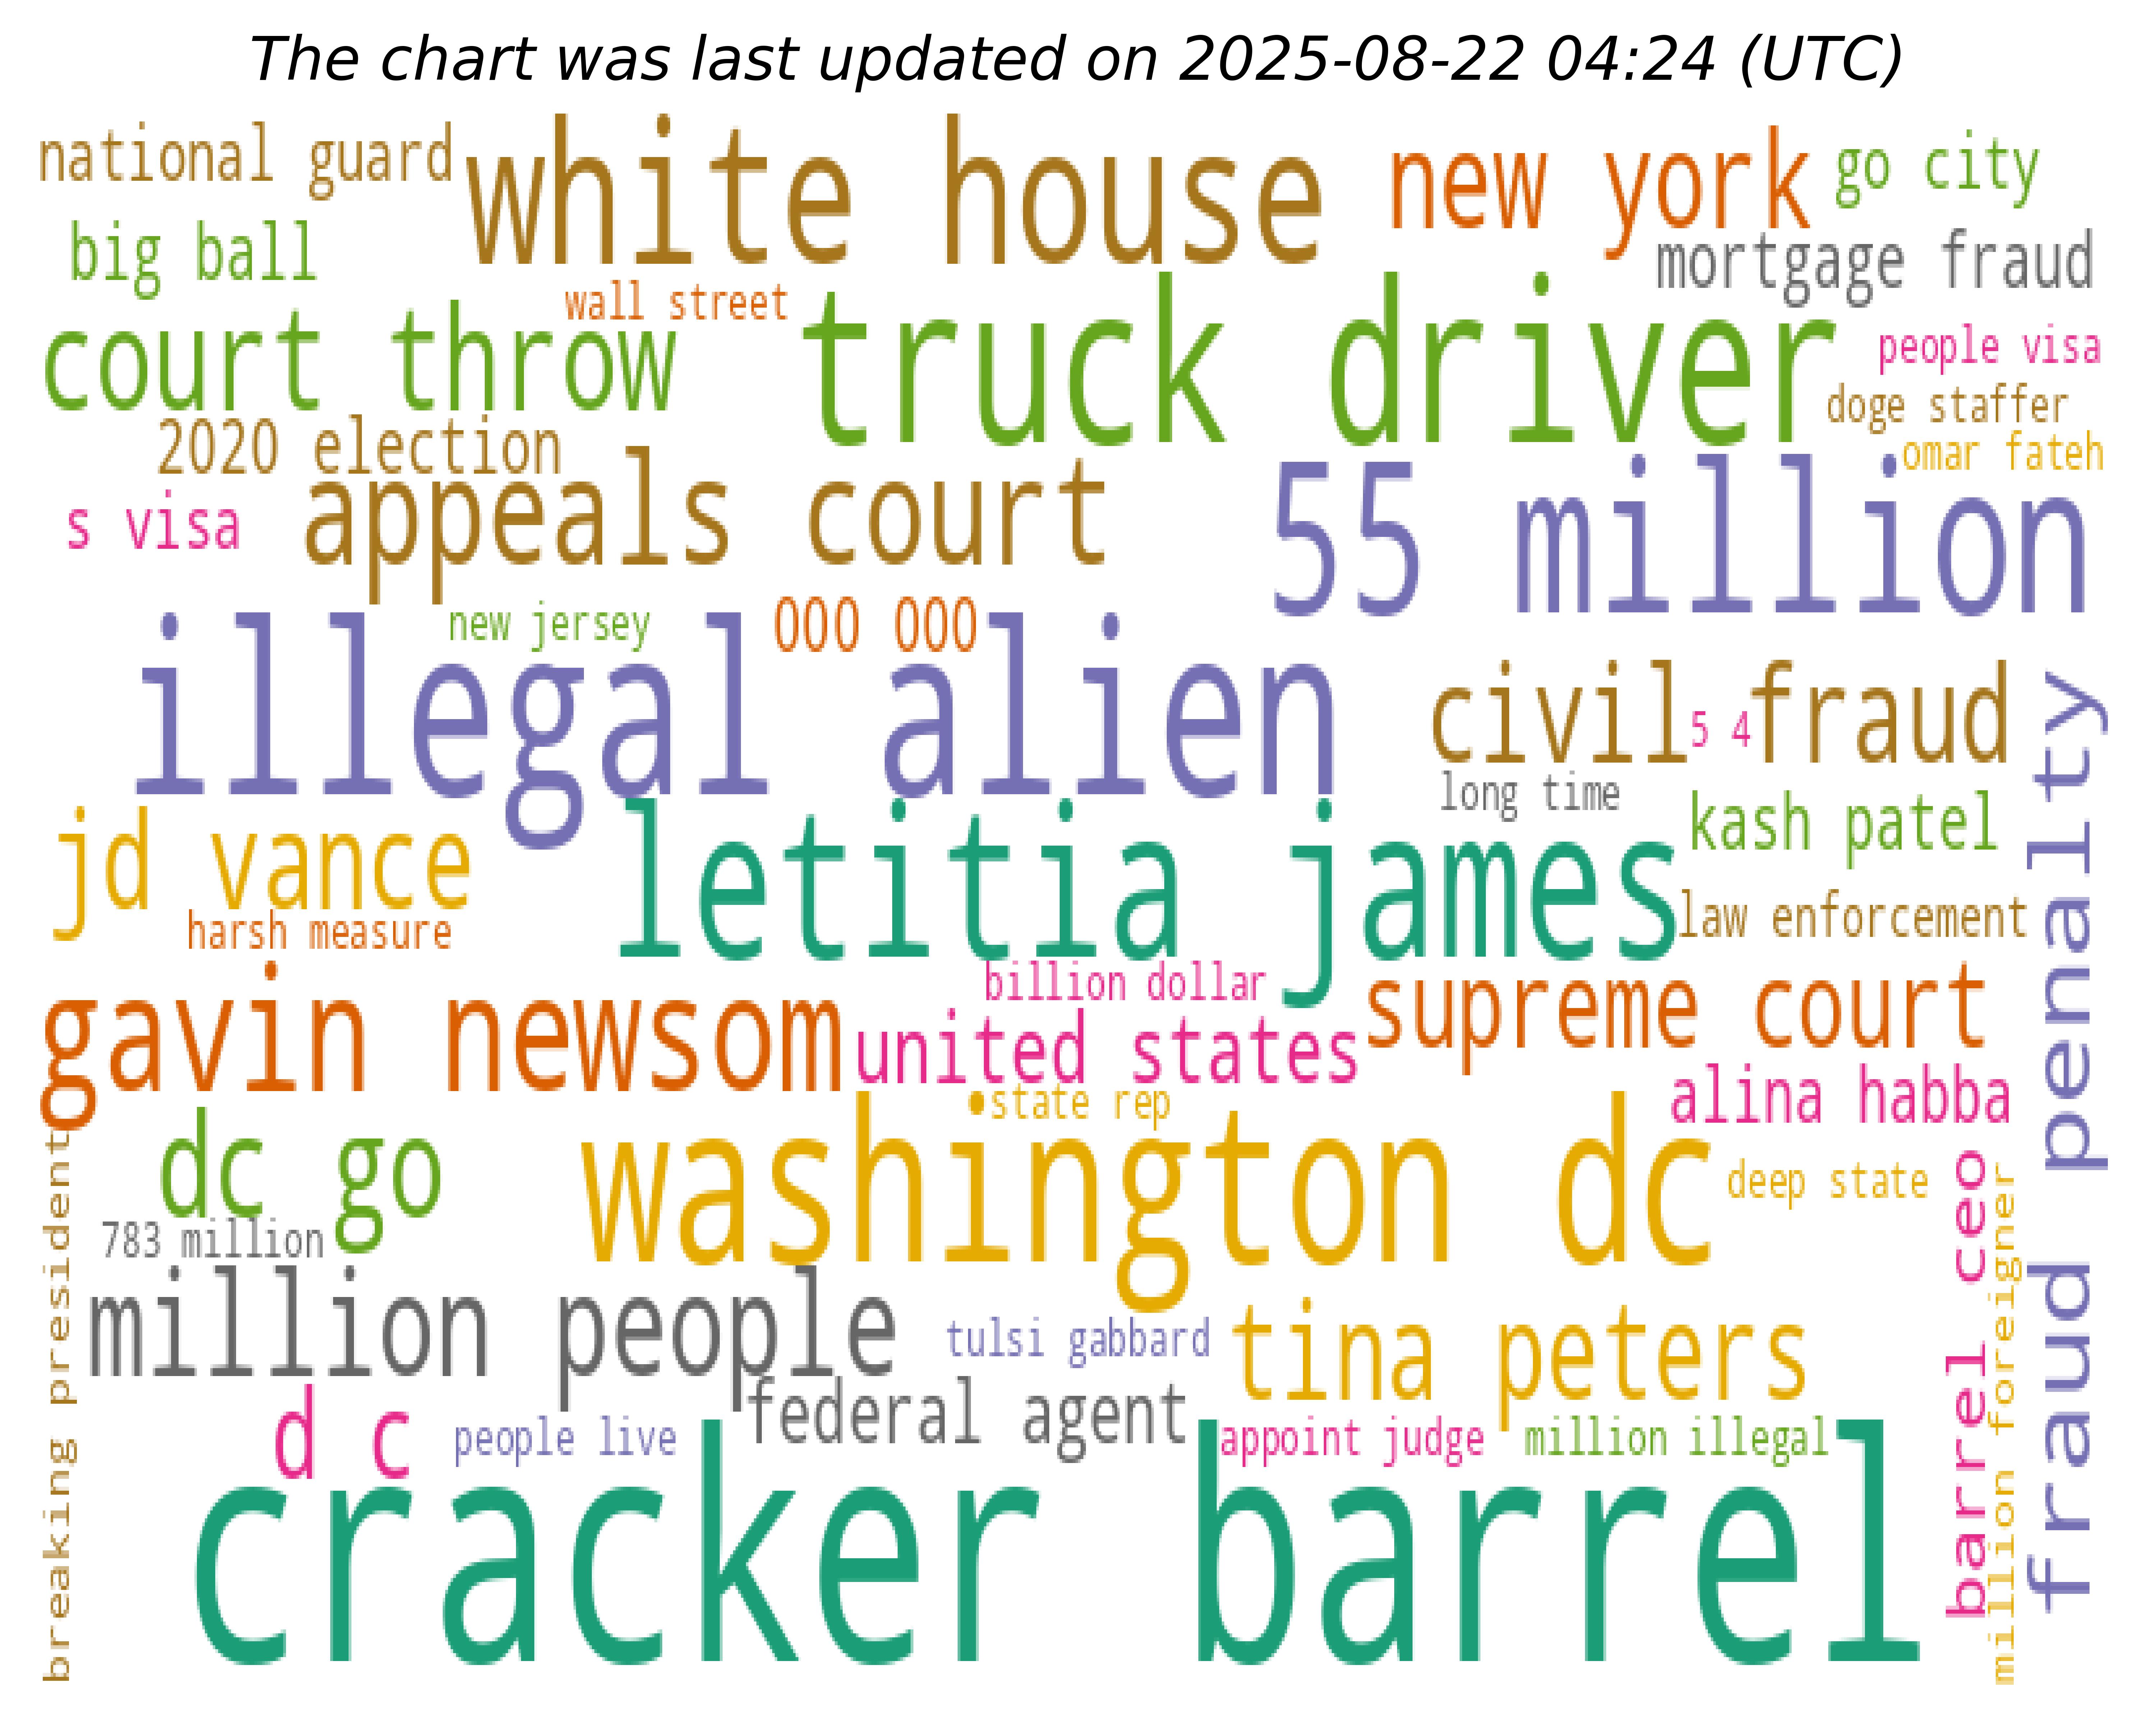 The chart was last updated on 2025-08-22 04:24 (UTC)
national guard
white house
new york
go city
big ball
mortgage fraud
wall street
court throw
truck driver
people visa
doge staffer
2020 election
omar fateh
s visa
appeals court
55 million
new jersey
000 000
illegal alien
civil fraud
5 4
long time
jd vance
letitia james
kash patel
harsh measure
law enforcement
fraud penalty
gavin newsom
billion dollar
supreme court
united states
state rep
alina habba
dc go
washington dc
deep state
783 million
breaking president
million people
tulsi gabbard
tina peters
barrel ceo
million foreigner
federal agent
d c
people live
appoint judge
million illegal
cracker barrel